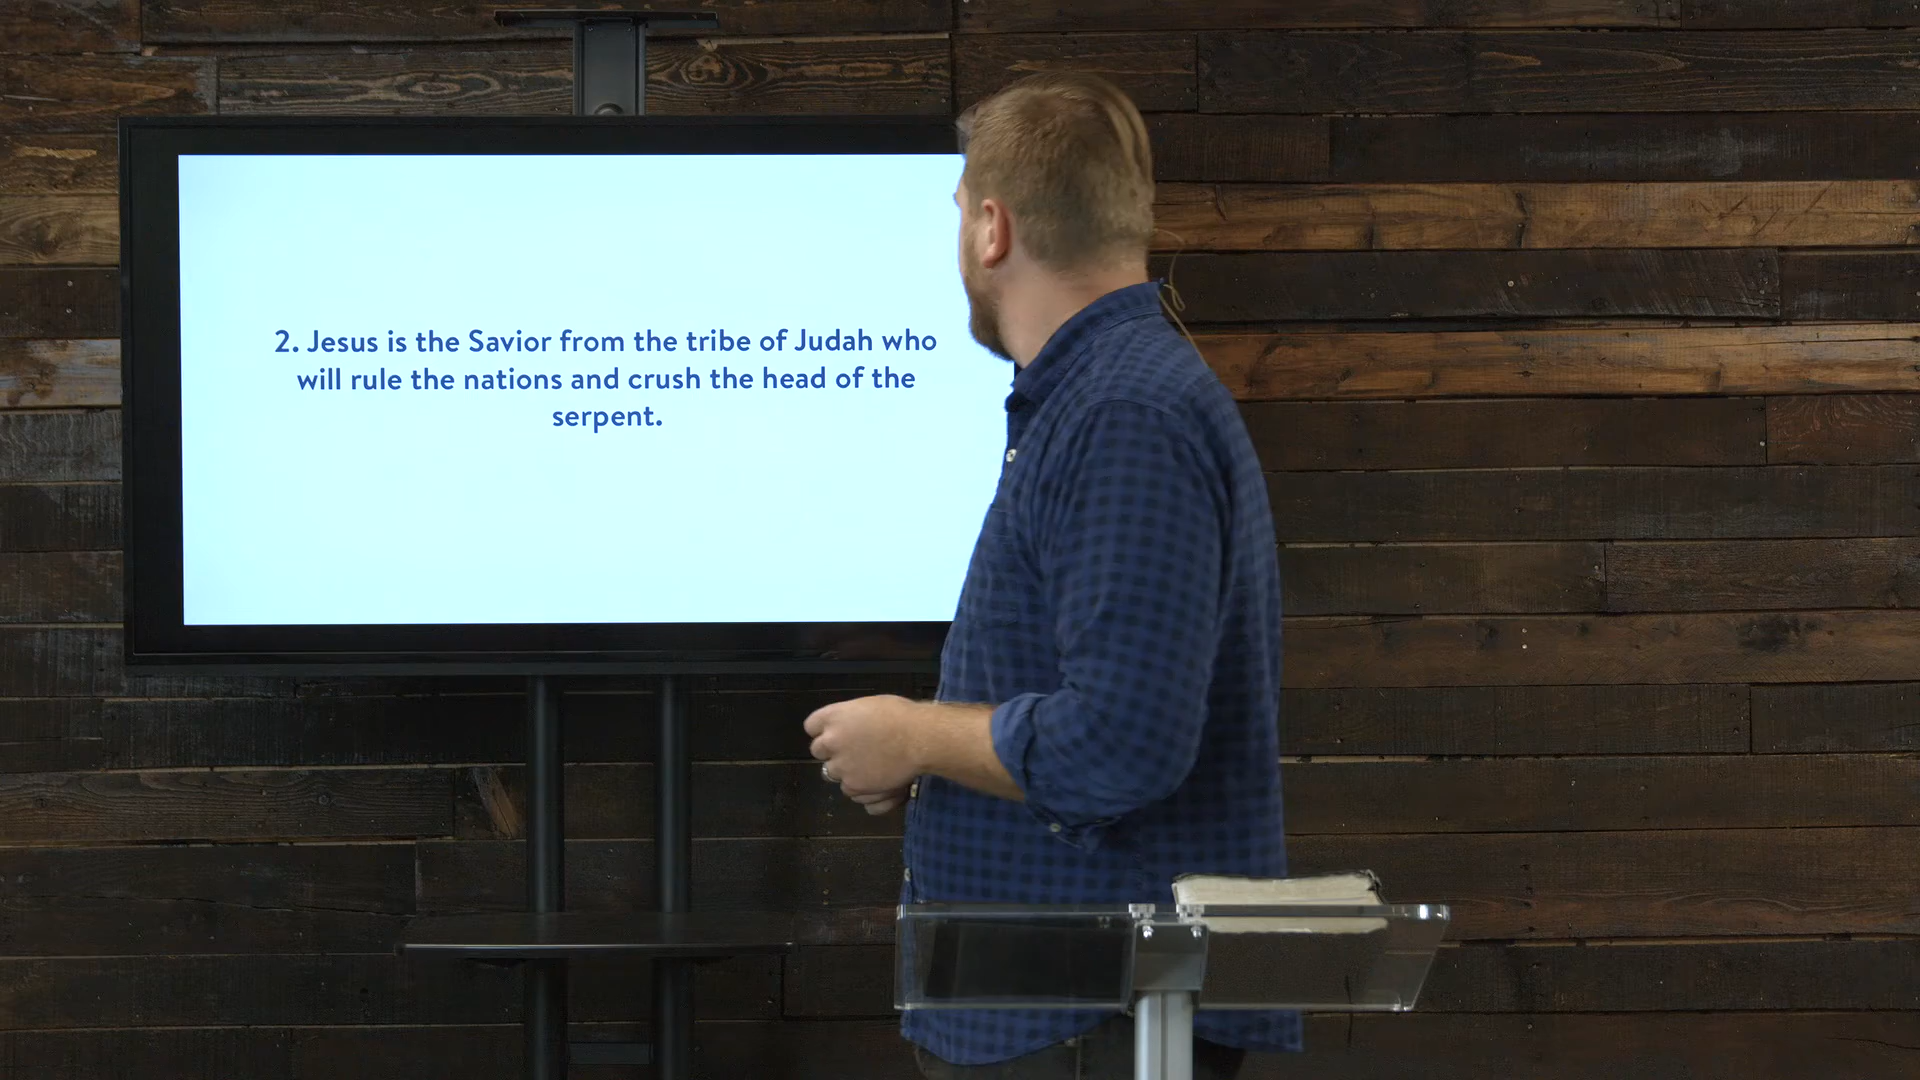 2. Jesus is the Savior from the tribe of Judah who
will rule the nations and crush the head of the
serpent.